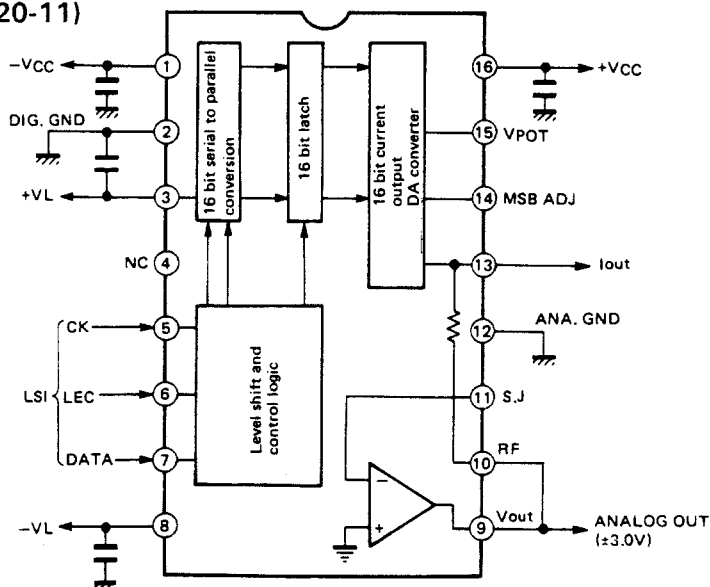 20-11)
−VCC
1
DIG. GND
2
+VL
3
NC
4
CK
5
LSI
LEC
6
DATA
7
−VL
8
16 bit serial to parallel
conversion
16 bit latch
16 bit current
output
DA converter
Level shift and
control logic
−
+
16
+VCC
15
VPOT
14
MSB ADJ
13
Iout
12
ANA. GND
11
S.J
10
RF
9
Vout
ANALOG OUT
(±3.0V)